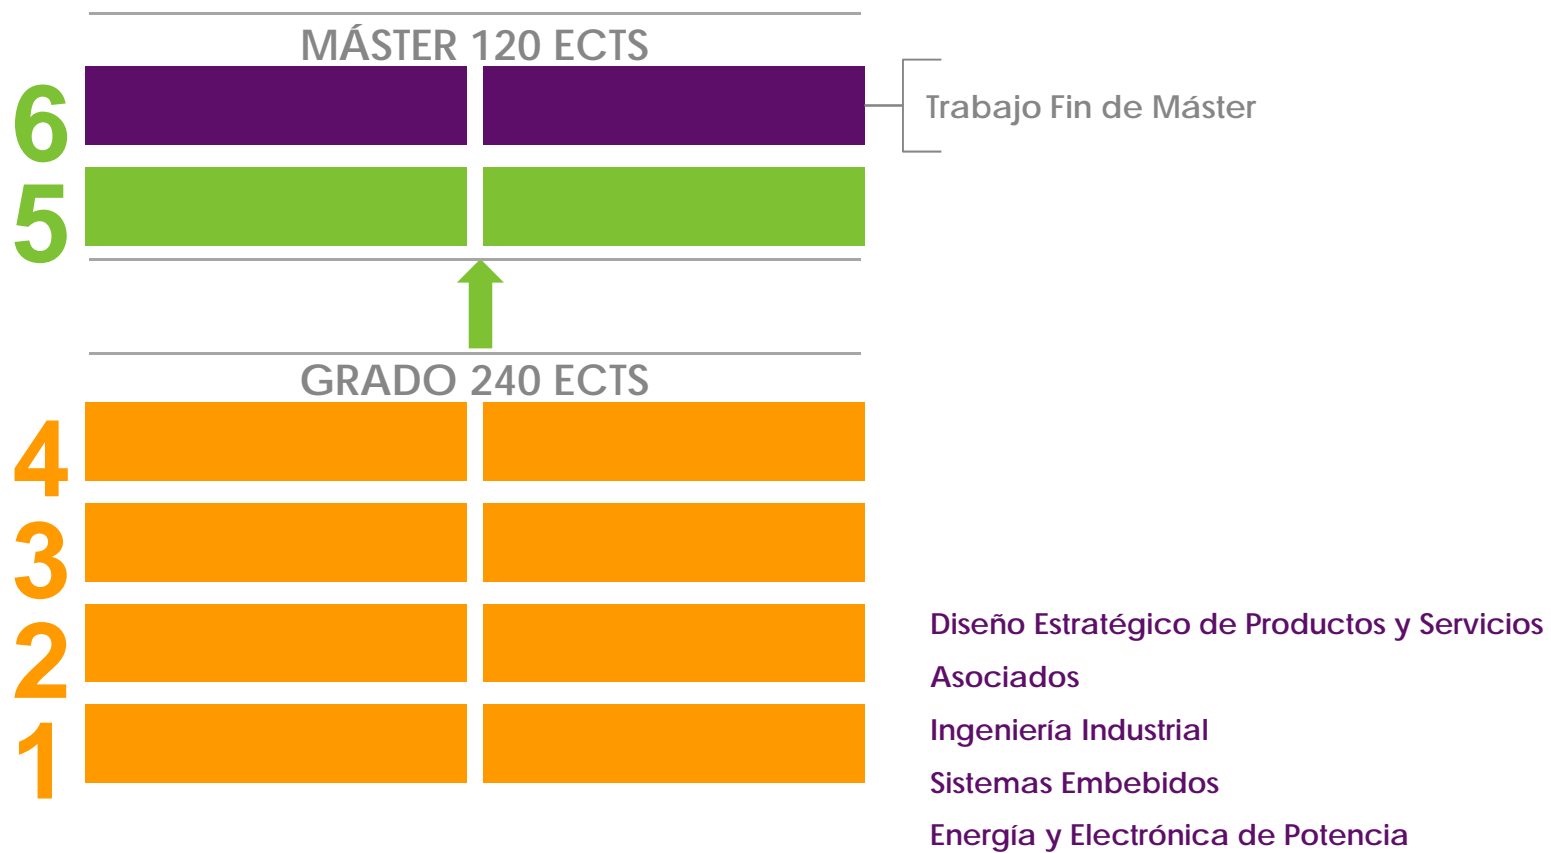 MÁSTER 120 ECTS
6
Trabajo Fin de Máster
5
GRADO 240 ECTS
4
3
2
1
Diseño Estratégico de Productos y Servicios
Asociados
Ingeniería Industrial
Sistemas Embebidos
Energía y Electrónica de Potencia